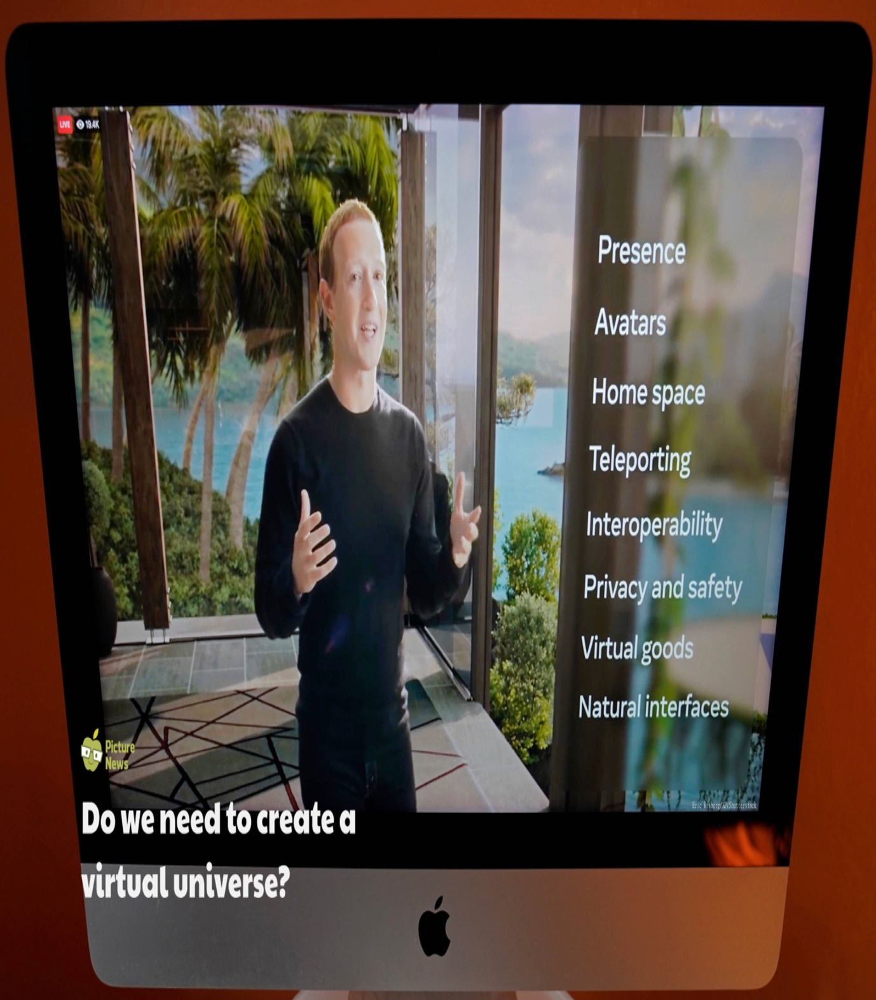 LIVE 19.4K
Presence
Avatars
Home space
Teleporting
Interoperability
Privacy and safety
Virtual goods
Natural interfaces
Picture
News
Eric Risberg/AP/Shutterstock
Do we need to create a
virtual universe?